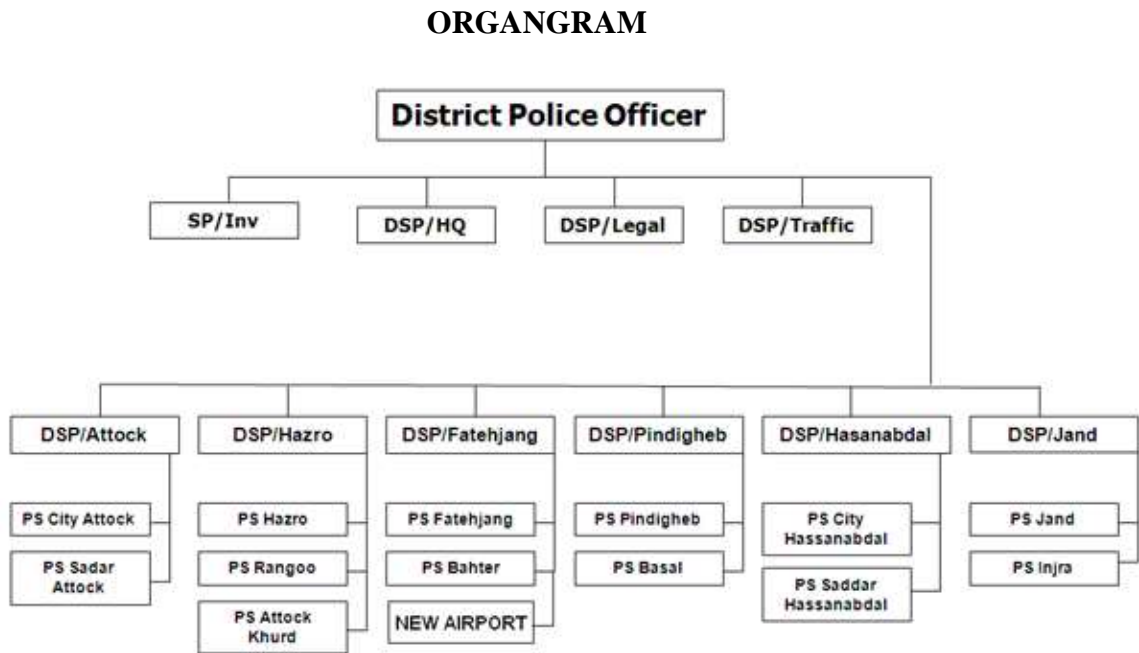 ORGANGRAM
District Police Officer
SP/Inv
DSP/HQ
DSP/Legal
DSP/Traffic
DSP/Attock
DSP/Hazro
DSP/Fatehjang
DSP/Pindigheb
DSP/Hasanabdal
DSP/Jand
PS City Attock
PS Sadar
Attock
PS Hazro
PS Rangoo
PS Attock
Khurd
PS Fatehjang
PS Bahter
NEW AIRPORT
PS Pindigheb
PS Basal
PS City
Hassanabdal
PS Saddar
Hassanabdal
PS Jand
PS Injra